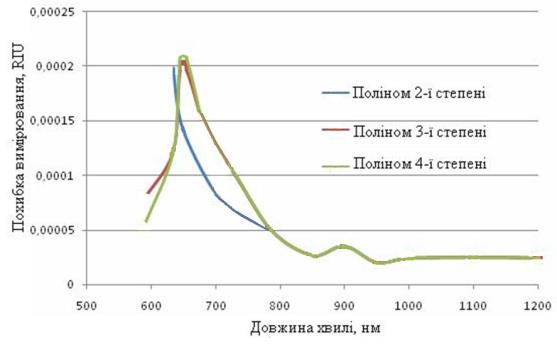 0,00025
0,0002
0,00015
0,0001
0,00005
0
Похибка вимірювання, RIU
Поліном 2-ї степені
Поліном 3-ї степені
Поліном 4-ї степені
500 600 700 800 900 1000 1100 1200
Довжина хвилі, нм